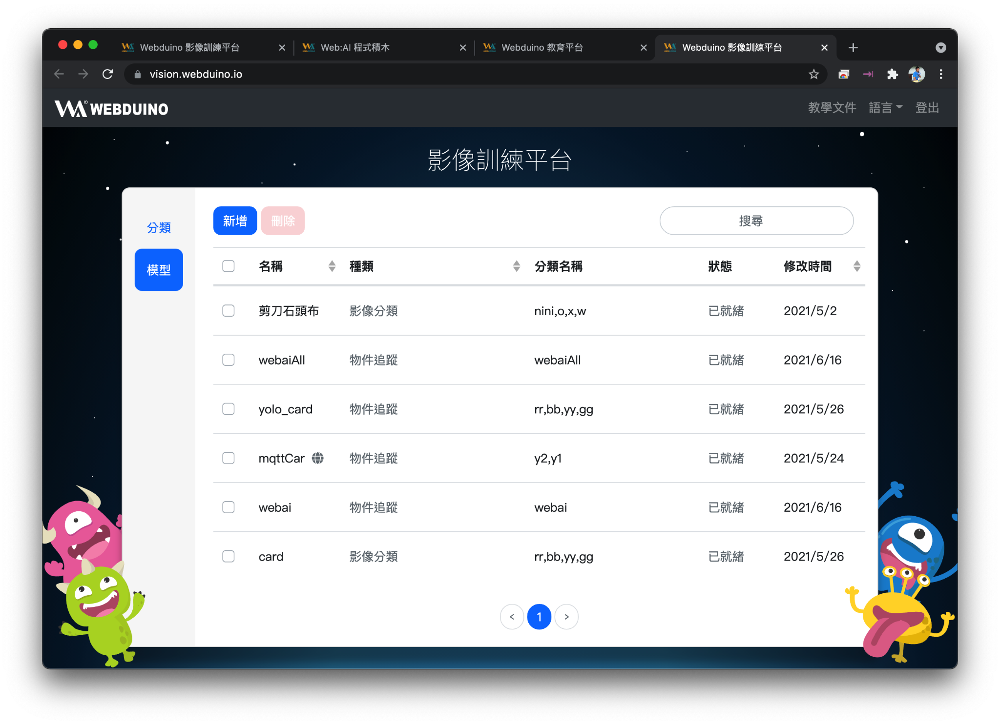 Webduino 影像訓練平台
Web:AI 程式積木
Webduino 教育平台
Webduino 影像訓練平台
vision.webduino.io
WEBDUINO
教學文件 語言 登出
影像訓練平台
分類
模型
新增 刪除 搜尋
名稱 種類 分類名稱 狀態 修改時間
剪刀石頭布 影像分類 nini,o,x,w 已就緒 2021/5/2
webaiAll 物件追蹤 webaiAll 已就緒 2021/6/16
yolo_card 物件追蹤 rr,bb,yy,gg 已就緒 2021/5/26
mqttCar 物件追蹤 y2,y1 已就緒 2021/5/24
webai 物件追蹤 webai 已就緒 2021/6/16
card 影像分類 rr,bb,yy,gg 已就緒 2021/5/26
< 1 >